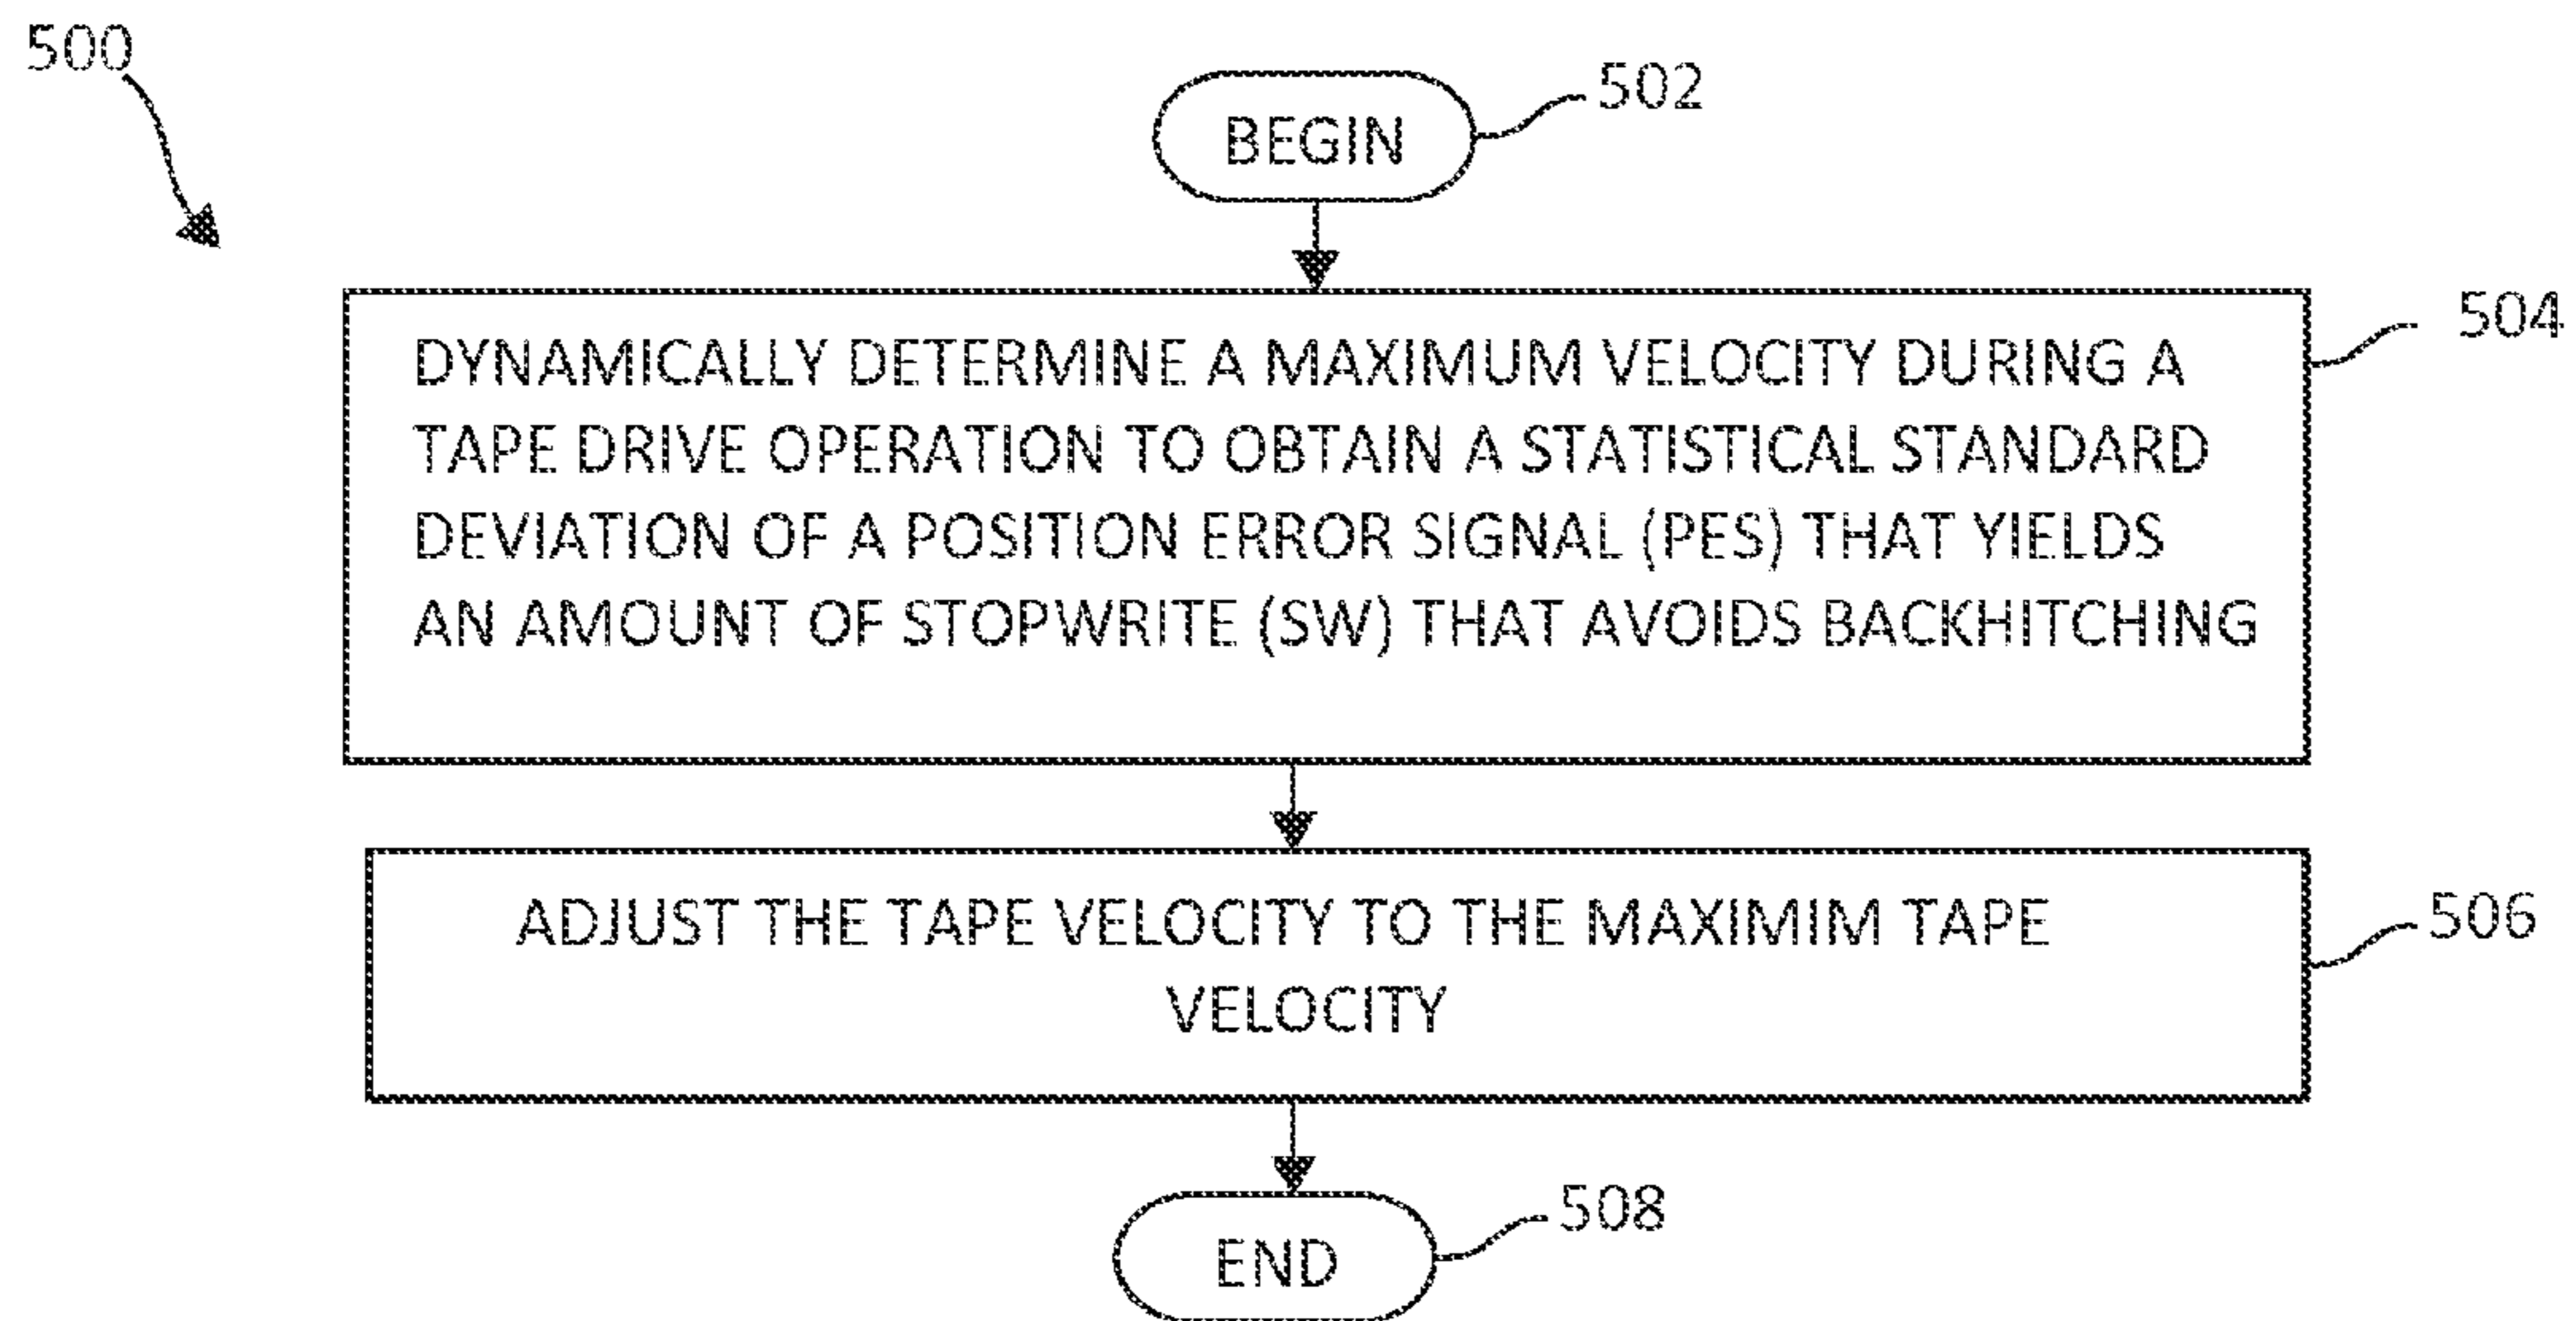 500
BEGIN
502
DYNAMICALLY DETERMINE A MAXIMUM VELOCITY DURING A
TAPE DRIVE OPERATION TO OBTAIN A STATISTICAL STANDARD
DEVIATION OF A POSITION ERROR SIGNAL (PES) THAT YIELDS
AN AMOUNT OF STOPWRITE (SW) THAT AVOIDS BACKHITCHING
504
ADJUST THE TAPE VELOCITY TO THE MAXIMIM TAPE
VELOCITY
506
END
508